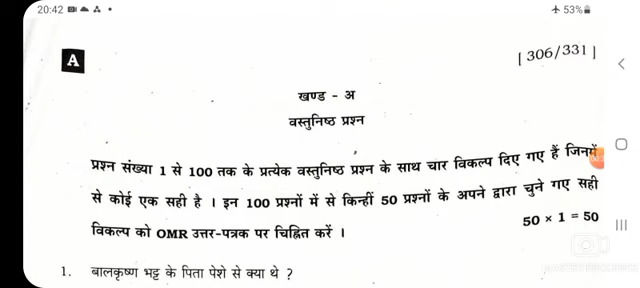 20:42
53%
A
[ 306/331 ]
खण्ड - अ
वस्तुनिष्ठ प्रश्न
प्रश्न संख्या 1 से 100 तक के प्रत्येक वस्तुनिष्ठ प्रश्न के साथ चार विकल्प दिए गए हैं जिनमें
से कोई एक सही है । इन 100 प्रश्नों में से किन्हीं 50 प्रश्नों के अपने द्वारा चुने गए सही
विकल्प को OMR उत्तर-पत्रक पर चिह्नित करें ।
50 × 1 = 50
1. बालकृष्ण भट्ट के पिता पेशे से क्या थे ?